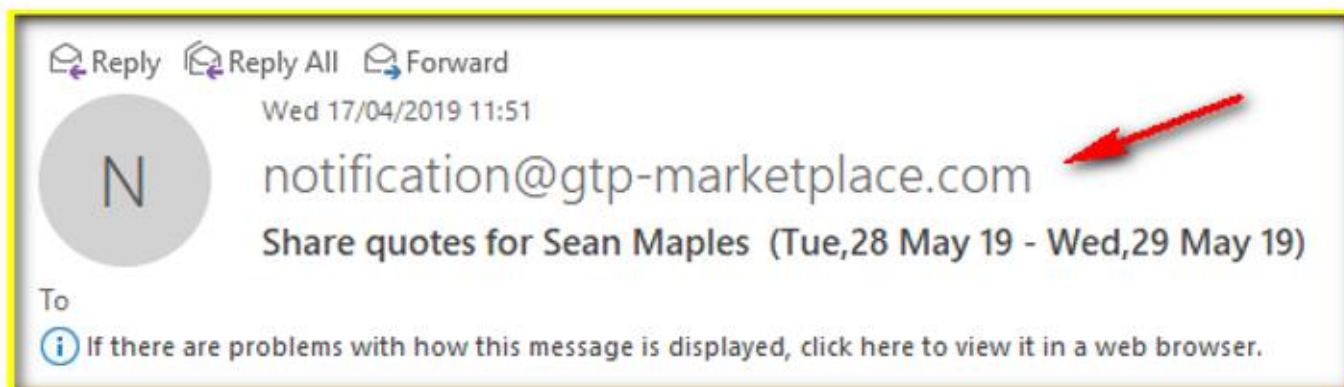 Reply Reply All Forward
Wed 17/04/2019 11:51
N
notification@gtp-marketplace.com
Share quotes for Sean Maples (Tue,28 May 19 - Wed,29 May 19)
To
i If there are problems with how this message is displayed, click here to view it in a web browser.